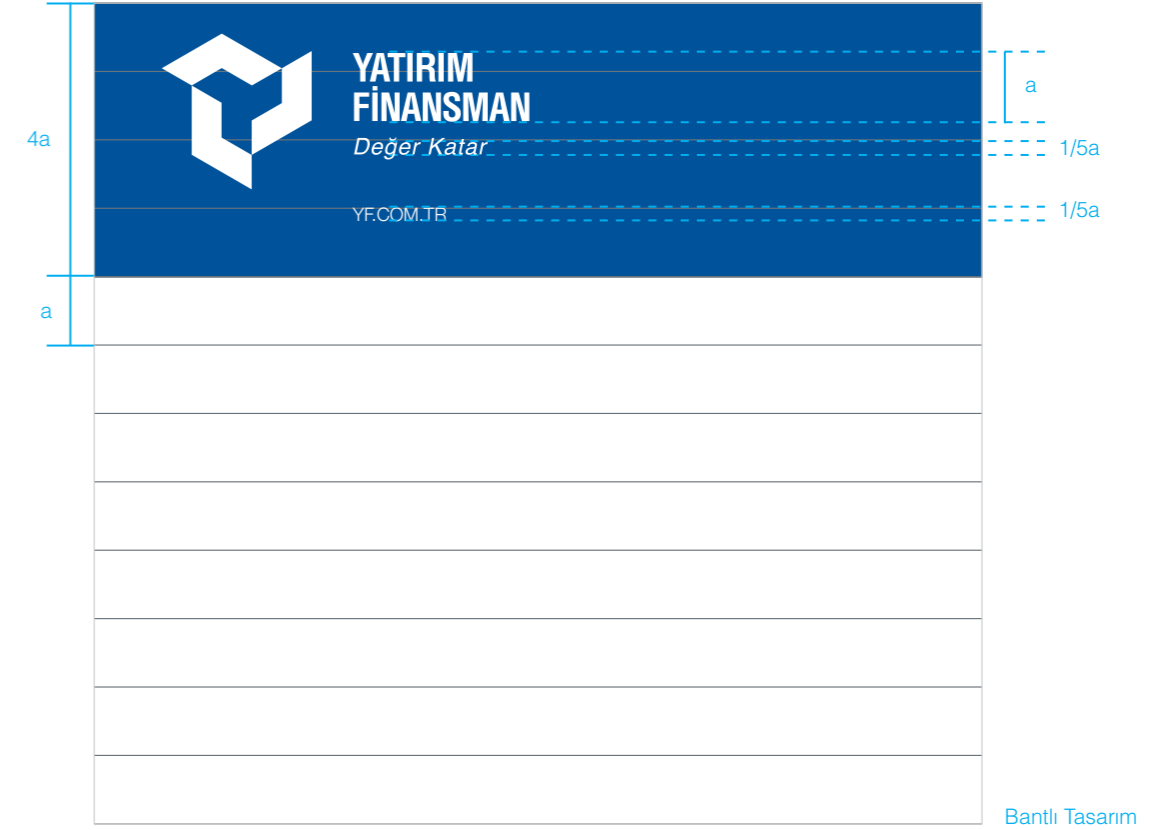 YATIRIM
FİNANSMAN
Değer Katar
YF.COM.TR
4a
a
a
1/5a
1/5a
Bantlı Tasarım